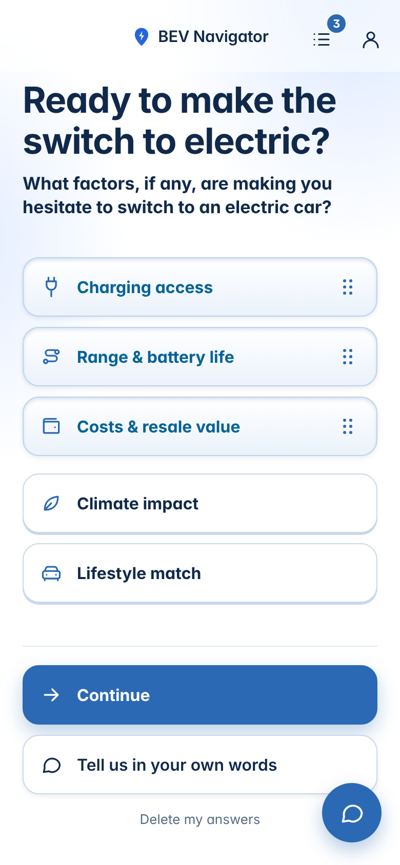 BEV Navigator
3
Ready to make the
switch to electric?
What factors, if any, are making you
hesitate to switch to an electric car?
Charging access
Range & battery life
Costs & resale value
Climate impact
Lifestyle match
Continue
Tell us in your own words
Delete my answers